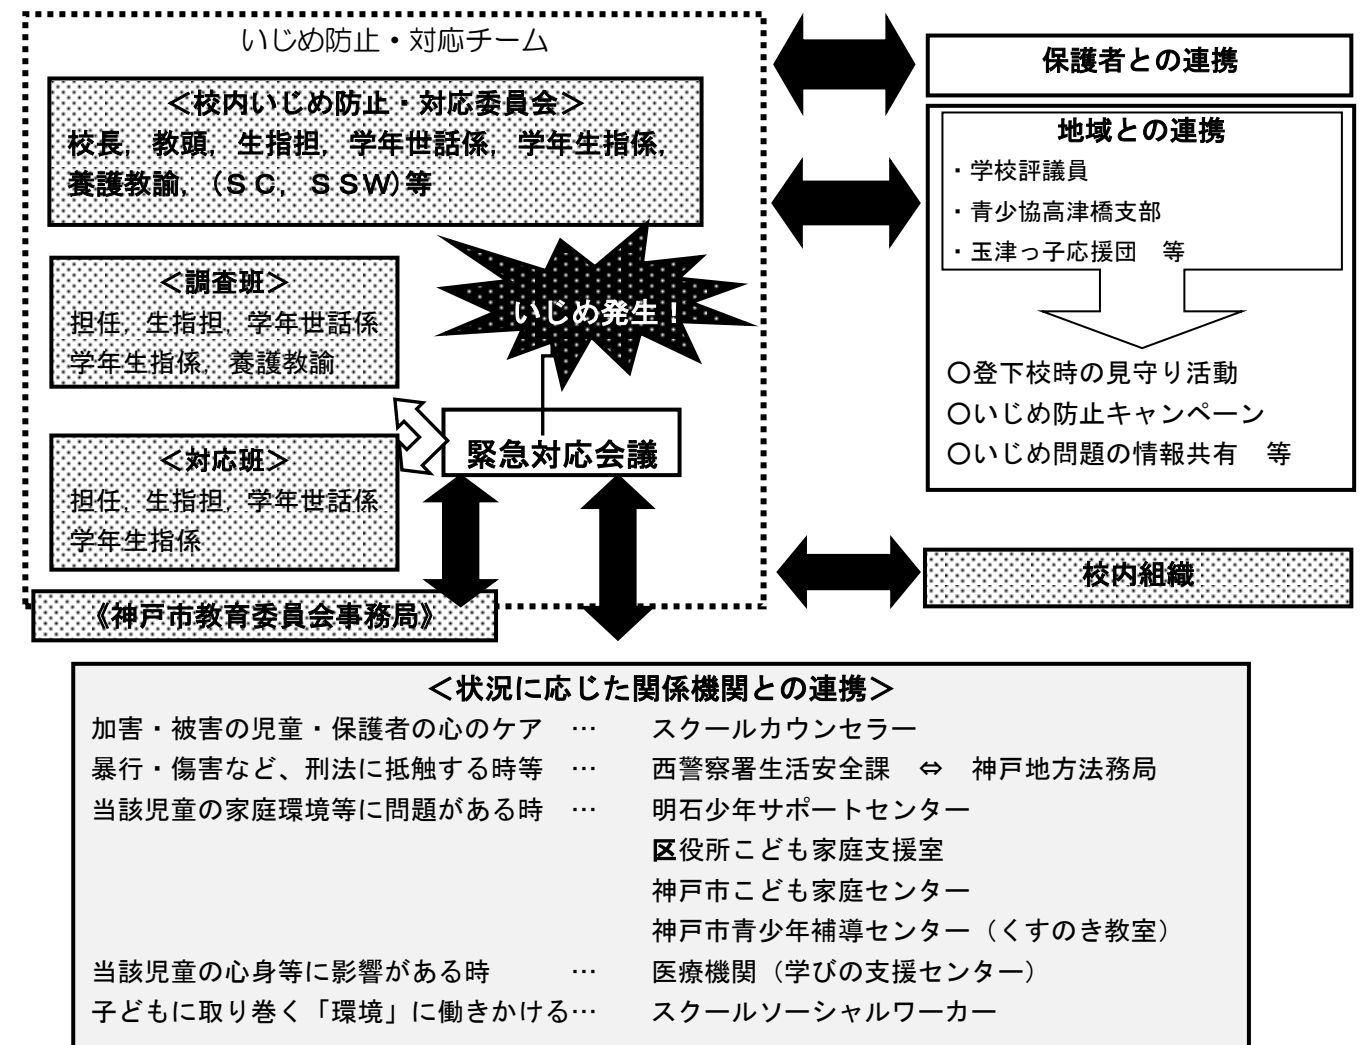 いじめ防止・対応チーム
＜校内いじめ防止・対応委員会＞
校長，教頭，生指担，学年世話係，学年生指係，
養護教諭，（ＳＣ，ＳＳＷ）等
＜調査班＞
担任，生指担，学年世話係
学年生指係，養護教諭
いじめ発生！
緊急対応会議
＜対応班＞
担任，生指担，学年世話係
学年生指係
《神戸市教育委員会事務局》
保護者との連携
地域との連携
・学校評議員
・青少協高津橋支部
・玉津っ子応援団　等
〇登下校時の見守り活動
〇いじめ防止キャンペーン
〇いじめ問題の情報共有　等
校内組織
＜状況に応じた関係機関との連携＞
加害・被害の児童・保護者の心のケア　…　スクールカウンセラー
暴行・傷害など、刑法に抵触する時等　…　西警察署生活安全課　⇔　神戸地方法務局
当該児童の家庭環境等に問題がある時　…　明石少年サポートセンター
区役所こども家庭支援室
神戸市こども家庭センター
神戸市青少年補導センター（くすのき教室）
当該児童の心身等に影響がある時　…　医療機関（学びの支援センター）
子どもに取り巻く「環境」に働きかける…　スクールソーシャルワーカー